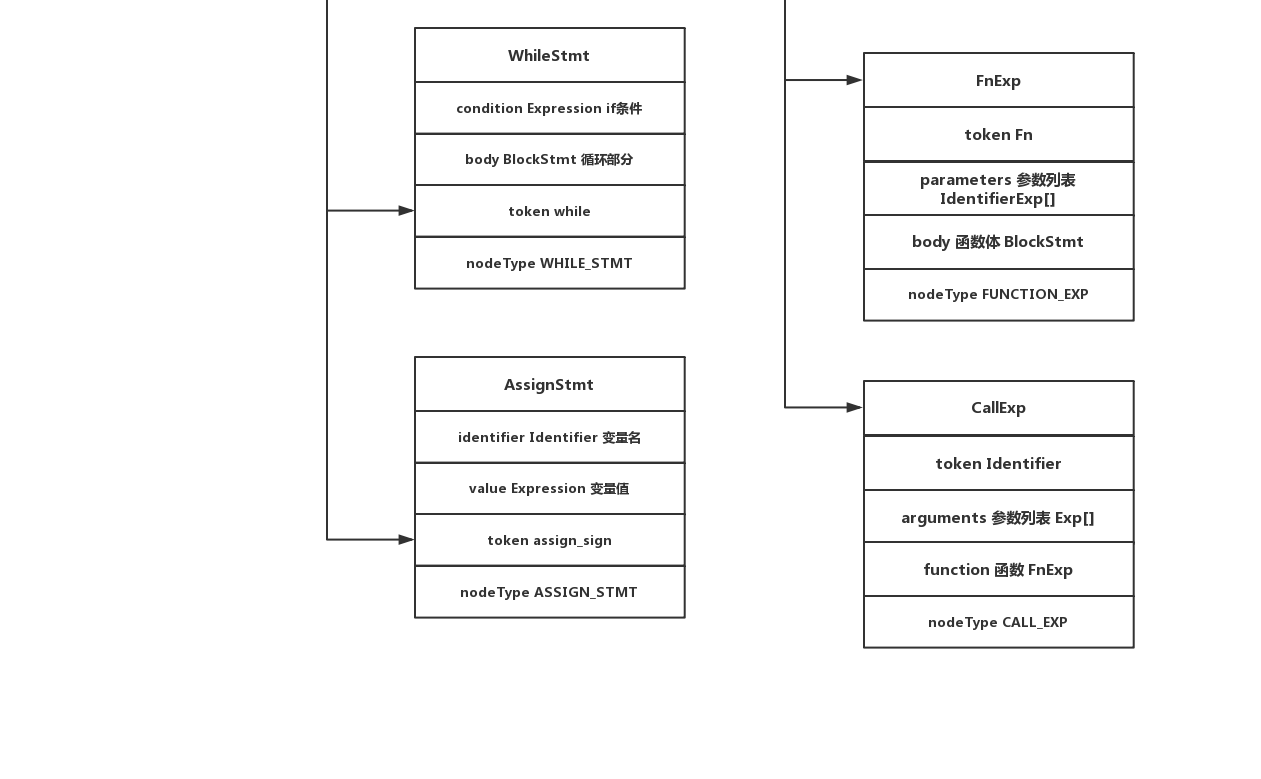 WhileStmt
condition Expression if条件
body BlockStmt 循环部分
token while
nodeType WHILE_STMT
AssignStmt
identifier Identifier 变量名
value Expression 变量值
token assign_sign
nodeType ASSIGN_STMT
FnExp
token Fn
parameters 参数列表
IdentifierExp[]
body 函数体 BlockStmt
nodeType FUNCTION_EXP
CallExp
token Identifier
arguments 参数列表 Exp[]
function 函数 FnExp
nodeType CALL_EXP